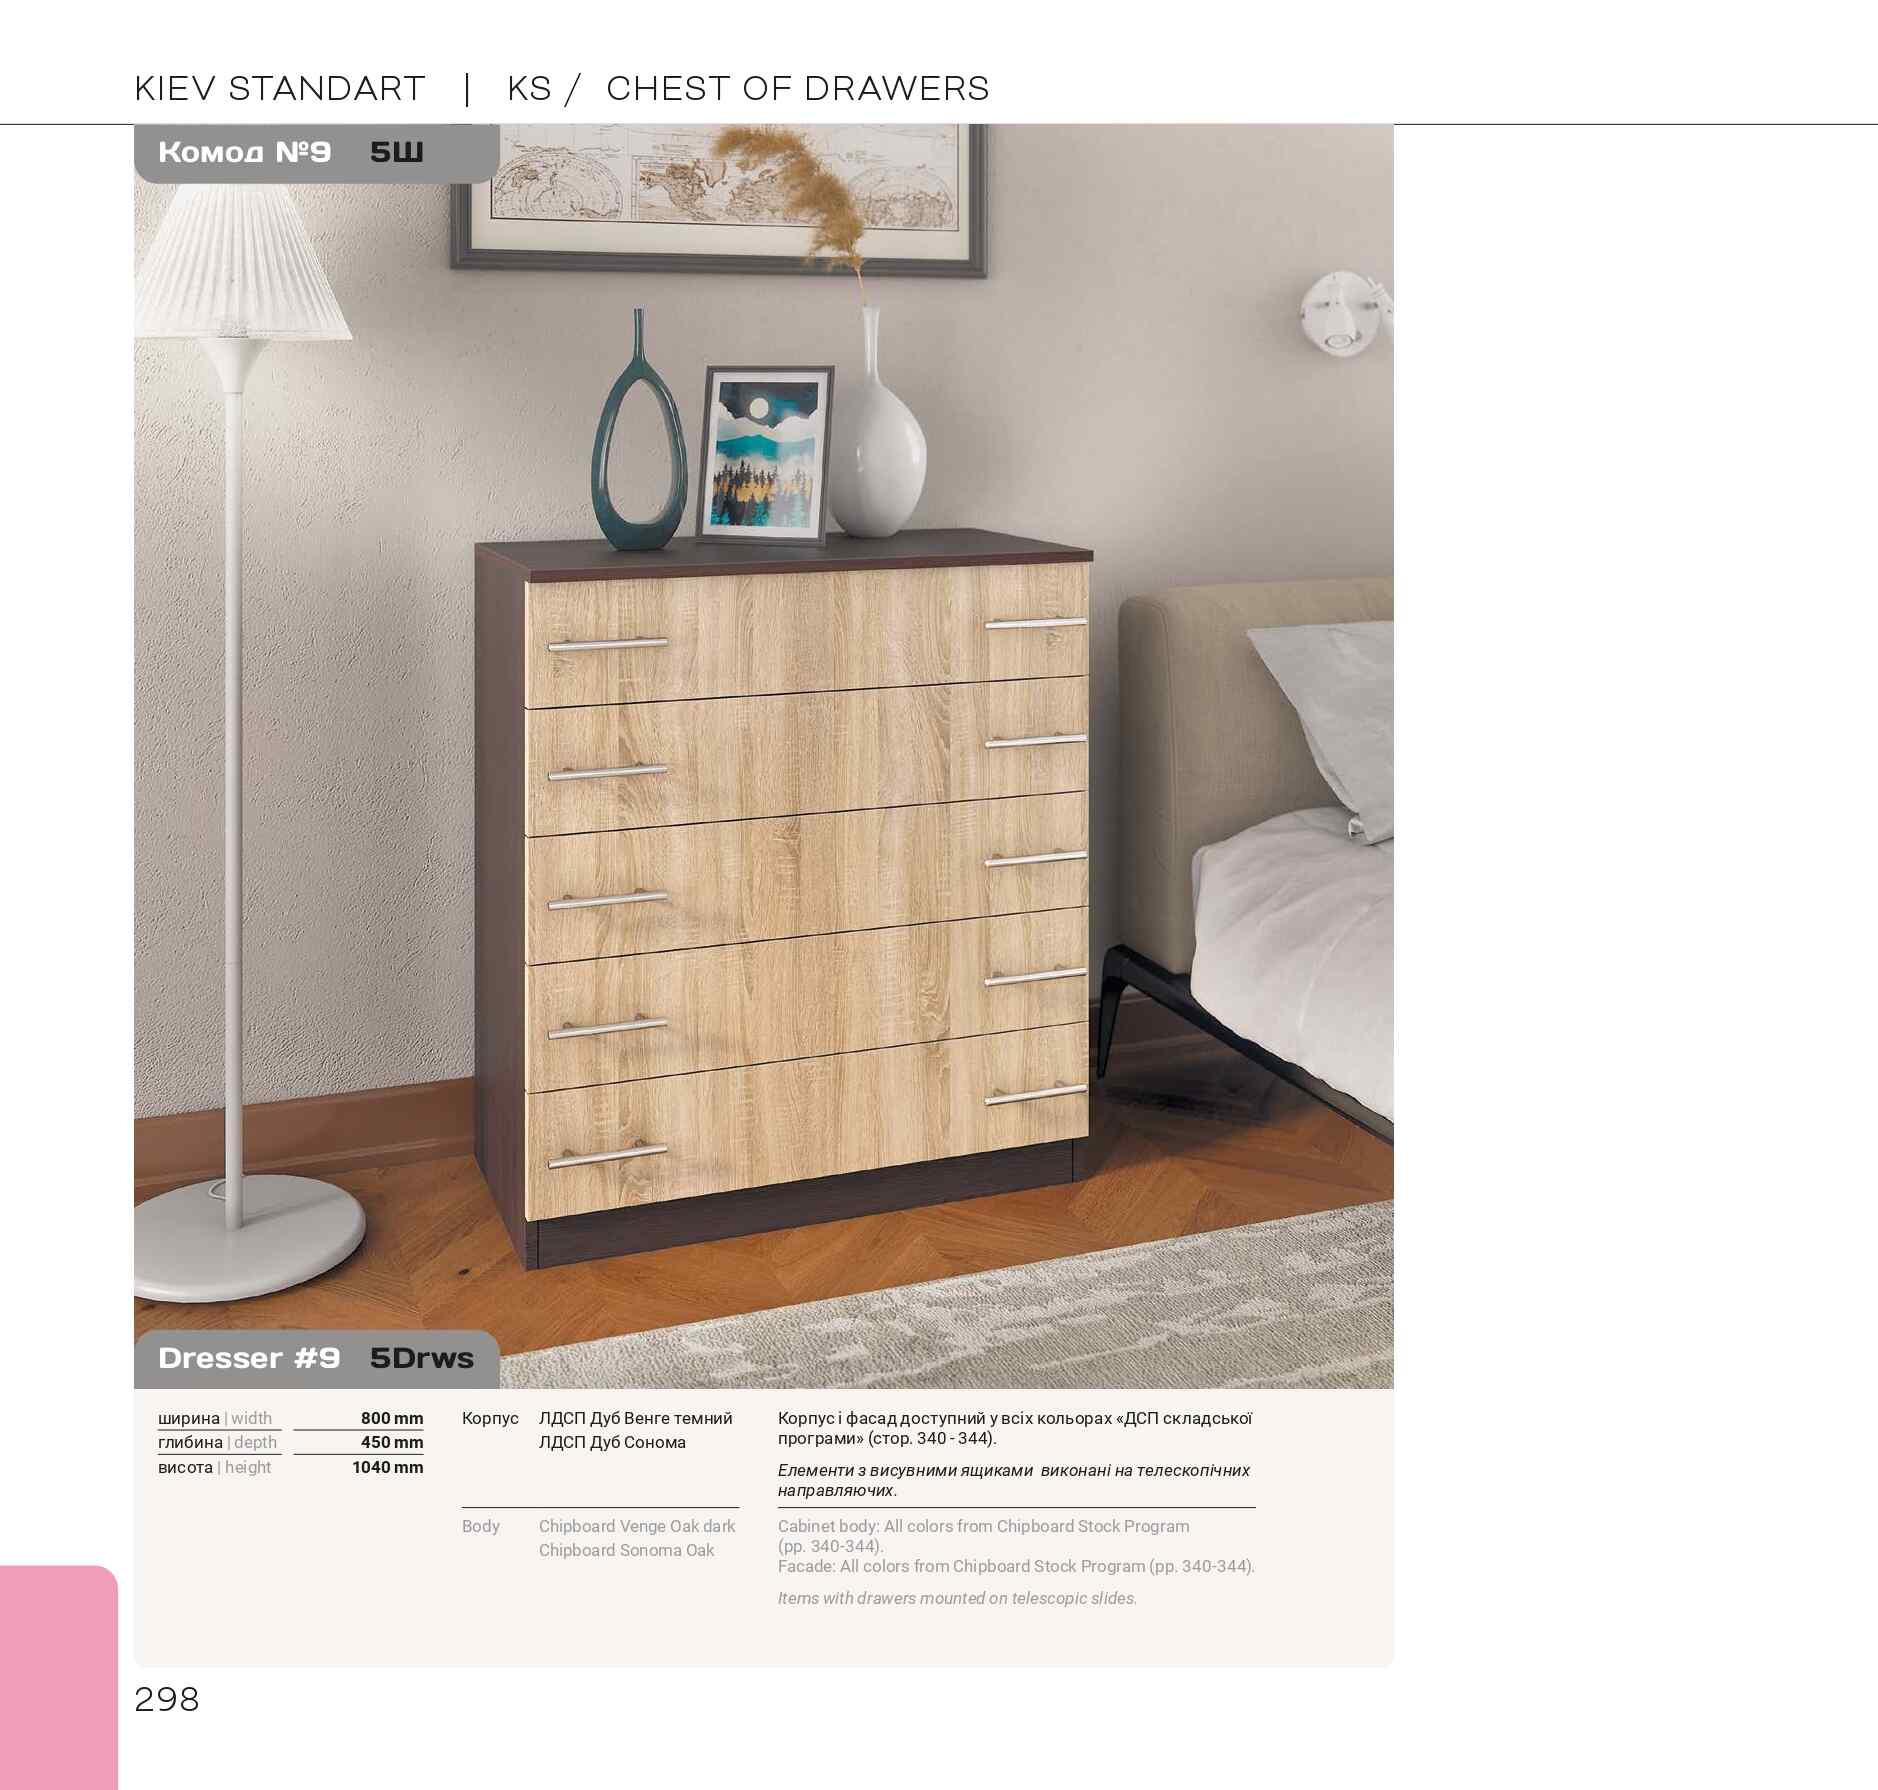 KIEV STANDART | KS / CHEST OF DRAWERS
Комод №9 5Ш
Dresser #9 5Drws
ширина | width 800 mm
глибина | depth 450 mm
висота | height 1040 mm
Корпус ЛДСП Дуб Венге темний
ЛДСП Дуб Сонома
Body Chipboard Venge Oak dark
Chipboard Sonoma Oak
Корпус і фасад доступний у всіх кольорах «ДСП складської
програми» (стор. 340 - 344).
Елементи з висувними ящиками виконані на телескопічних
направляючих.
Cabinet body: All colors from Chipboard Stock Program
(pp. 340-344).
Facade: All colors from Chipboard Stock Program (pp. 340-344).
Items with drawers mounted on telescopic slides.
298